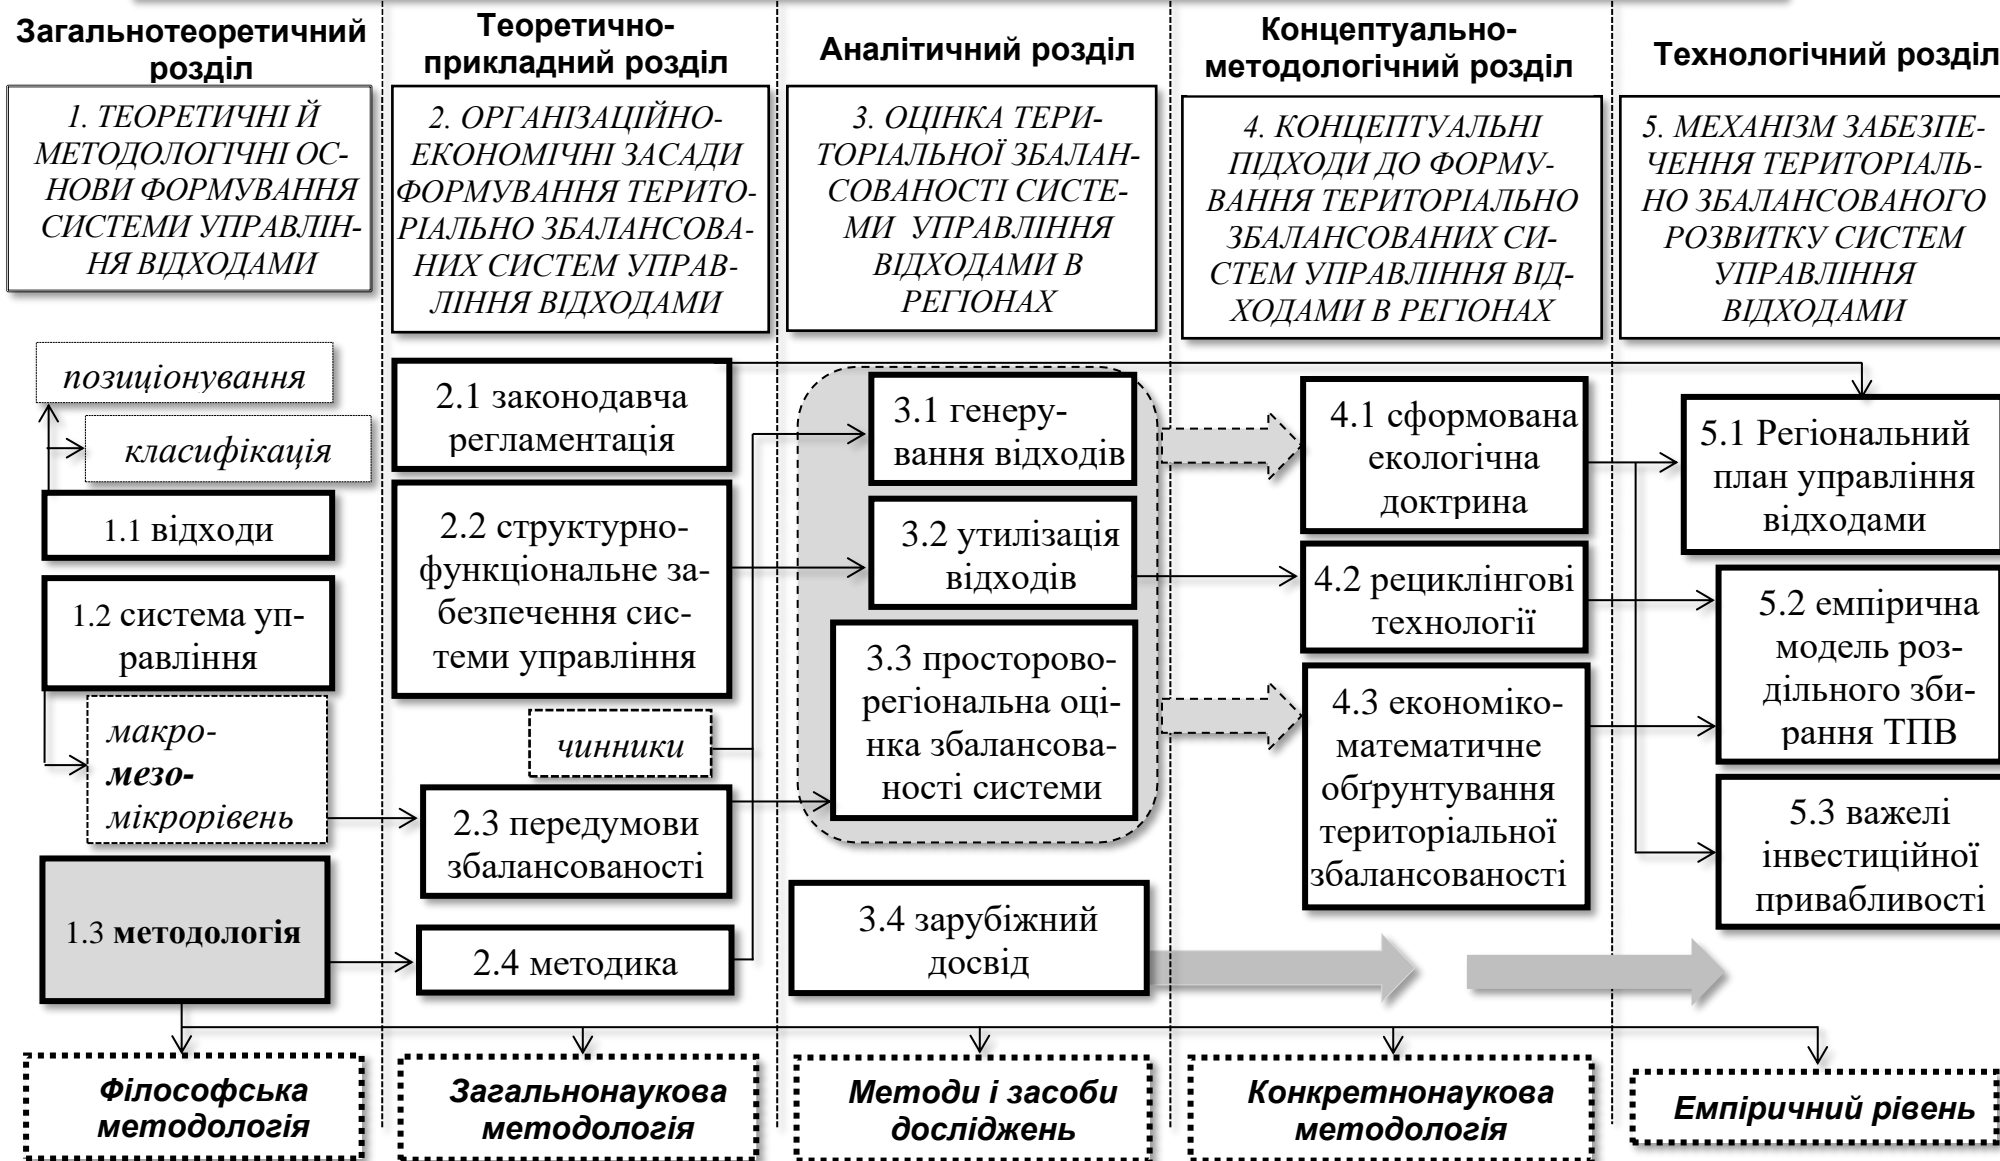 Загальнотеоретичний
розділ
1. ТЕОРЕТИЧНІ Й
МЕТОДОЛОГІЧНІ ОС-
НОВИ ФОРМУВАННЯ
СИСТЕМИ УПРАВЛІН-
НЯ ВІДХОДАМИ
позиціонування
класифікація
1.1 відходи
1.2 система уп-
равління
макро-
мезо-
мікрорівень
1.3 методологія
Філософська
методологія
Теоретично-
прикладний розділ
2. ОРГАНІЗАЦІЙНО-
ЕКОНОМІЧНІ ЗАСАДИ
ФОРМУВАННЯ ТЕРИТО-
РІАЛЬНО ЗБАЛАНСОВА-
НИХ СИСТЕМ УПРАВ-
ЛІННЯ ВІДХОДАМИ
2.1 законодавча
регламентація
2.2 структурно-
функціональне за-
безпечення сис-
теми управління
чинники
2.3 передумови
збалансованості
2.4 методика
Загальнонаукова
методологія
Аналітичний розділ
3. ОЦІНКА ТЕРИ-
ТОРІАЛЬНОЇ ЗБАЛАН-
СОВАНОСТІ СИСТЕ-
МИ УПРАВЛІННЯ
ВІДХОДАМИ В
РЕГІОНАХ
3.1 генеру-
вання відходів
3.2 утилізація
відходів
3.3 просторово-
регіональна оці-
нка збалансова-
ності системи
3.4 зарубіжний
досвід
Методи і засоби
досліджень
Концептуально-
методологічний розділ
4. КОНЦЕПТУАЛЬНІ
ПІДХОДИ ДО ФОРМУ-
ВАННЯ ТЕРИТОРІАЛЬНО
ЗБАЛАНСОВАНИХ СИ-
СТЕМ УПРАВЛІННЯ ВІД-
ХОДАМИ В РЕГІОНАХ
4.1 сформована
екологічна
доктрина
4.2 рециклінгові
технології
4.3 економіко-
математичне
обґрунтування
територіальної
збалансованості
Конкретнонаукова
методологія
Технологічний розділ
5. МЕХАНІЗМ ЗАБЕЗПЕ-
ЧЕННЯ ТЕРИТОРІАЛЬ-
НО ЗБАЛАНСОВАНОГО
РОЗВИТКУ СИСТЕМ
УПРАВЛІННЯ
ВІДХОДАМИ
5.1 Регіональний
план управління
відходами
5.2 емпірична
модель роз-
дільного зби-
рання ТПВ
5.3 важелі
інвестиційної
привабливості
Емпіричний рівень